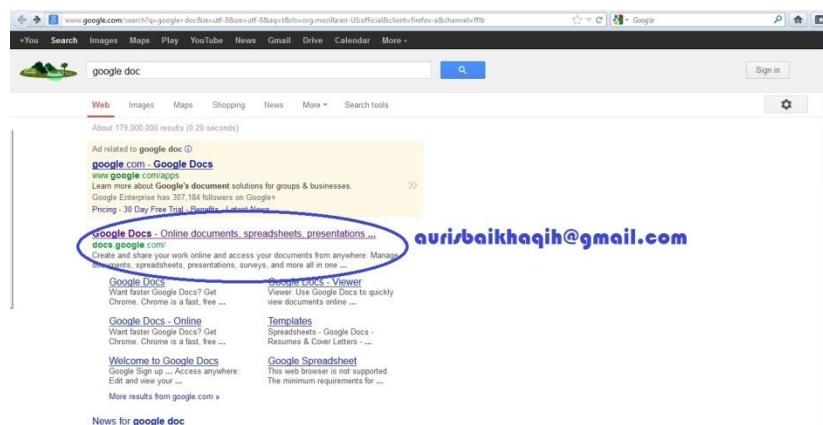 www.google.com/search?q=google+doc&ie=utf-8&oe=utf-8&aq=t&rls=org.mozilla:en-US:official&client=firefox-a&channel=fflb
Google
+You Search Images Maps Play YouTube News Gmail Drive Calendar More
google doc
Sign in
Web Images Maps Shopping News More Search tools
About 179,000,000 results (0.20 seconds)
Ad related to google doc
google.com - Google Docs
www.google.com/apps
Learn more about Google's document solutions for groups & businesses.
Google Enterprise has 307,184 followers on Google+
Pricing - 30 Day Free Trial - Benefits - Latest News
Google Docs - Online documents, spreadsheets, presentations ...
docs.google.com/
Create and share your work online and access your documents from anywhere. Manage
documents, spreadsheets, presentations, surveys, and more all in one ...
aurisbaikhaqih@gmail.com
Google Docs
Want faster Google Docs? Get
Chrome. Chrome is a fast, free ...
Google Docs - Viewer
Viewer. Use Google Docs to quickly
view documents online ...
Google Docs - Online
Want faster Google Docs? Get
Chrome. Chrome is a fast, free ...
Templates
Spreadsheets - Google Docs -
Resumes & Cover Letters - ...
Welcome to Google Docs
Google Sign up ... Access anywhere:
Edit and view your ...
Google Spreadsheet
This web browser is not supported.
The minimum requirements for ...
More results from google.com »
News for google doc